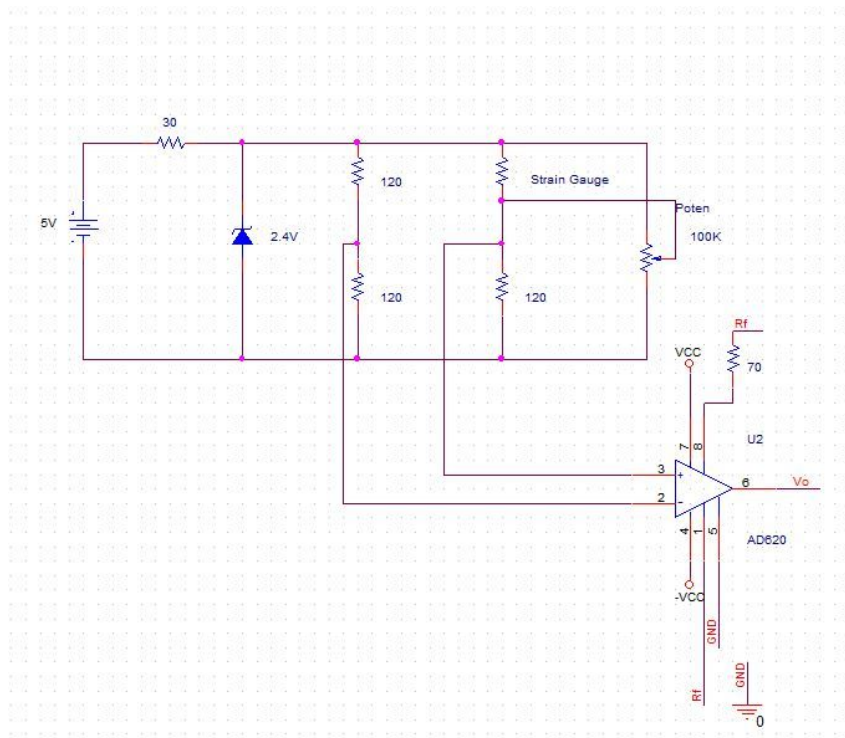 30
Strain Gauge
120
Poten
5V
2.4V
100K
120
120
Rf
VCC
70
7
8
U2
3
+
6
Vo
2
-
4
1
5
AD620
-VCC
GND
GND
Rf
0